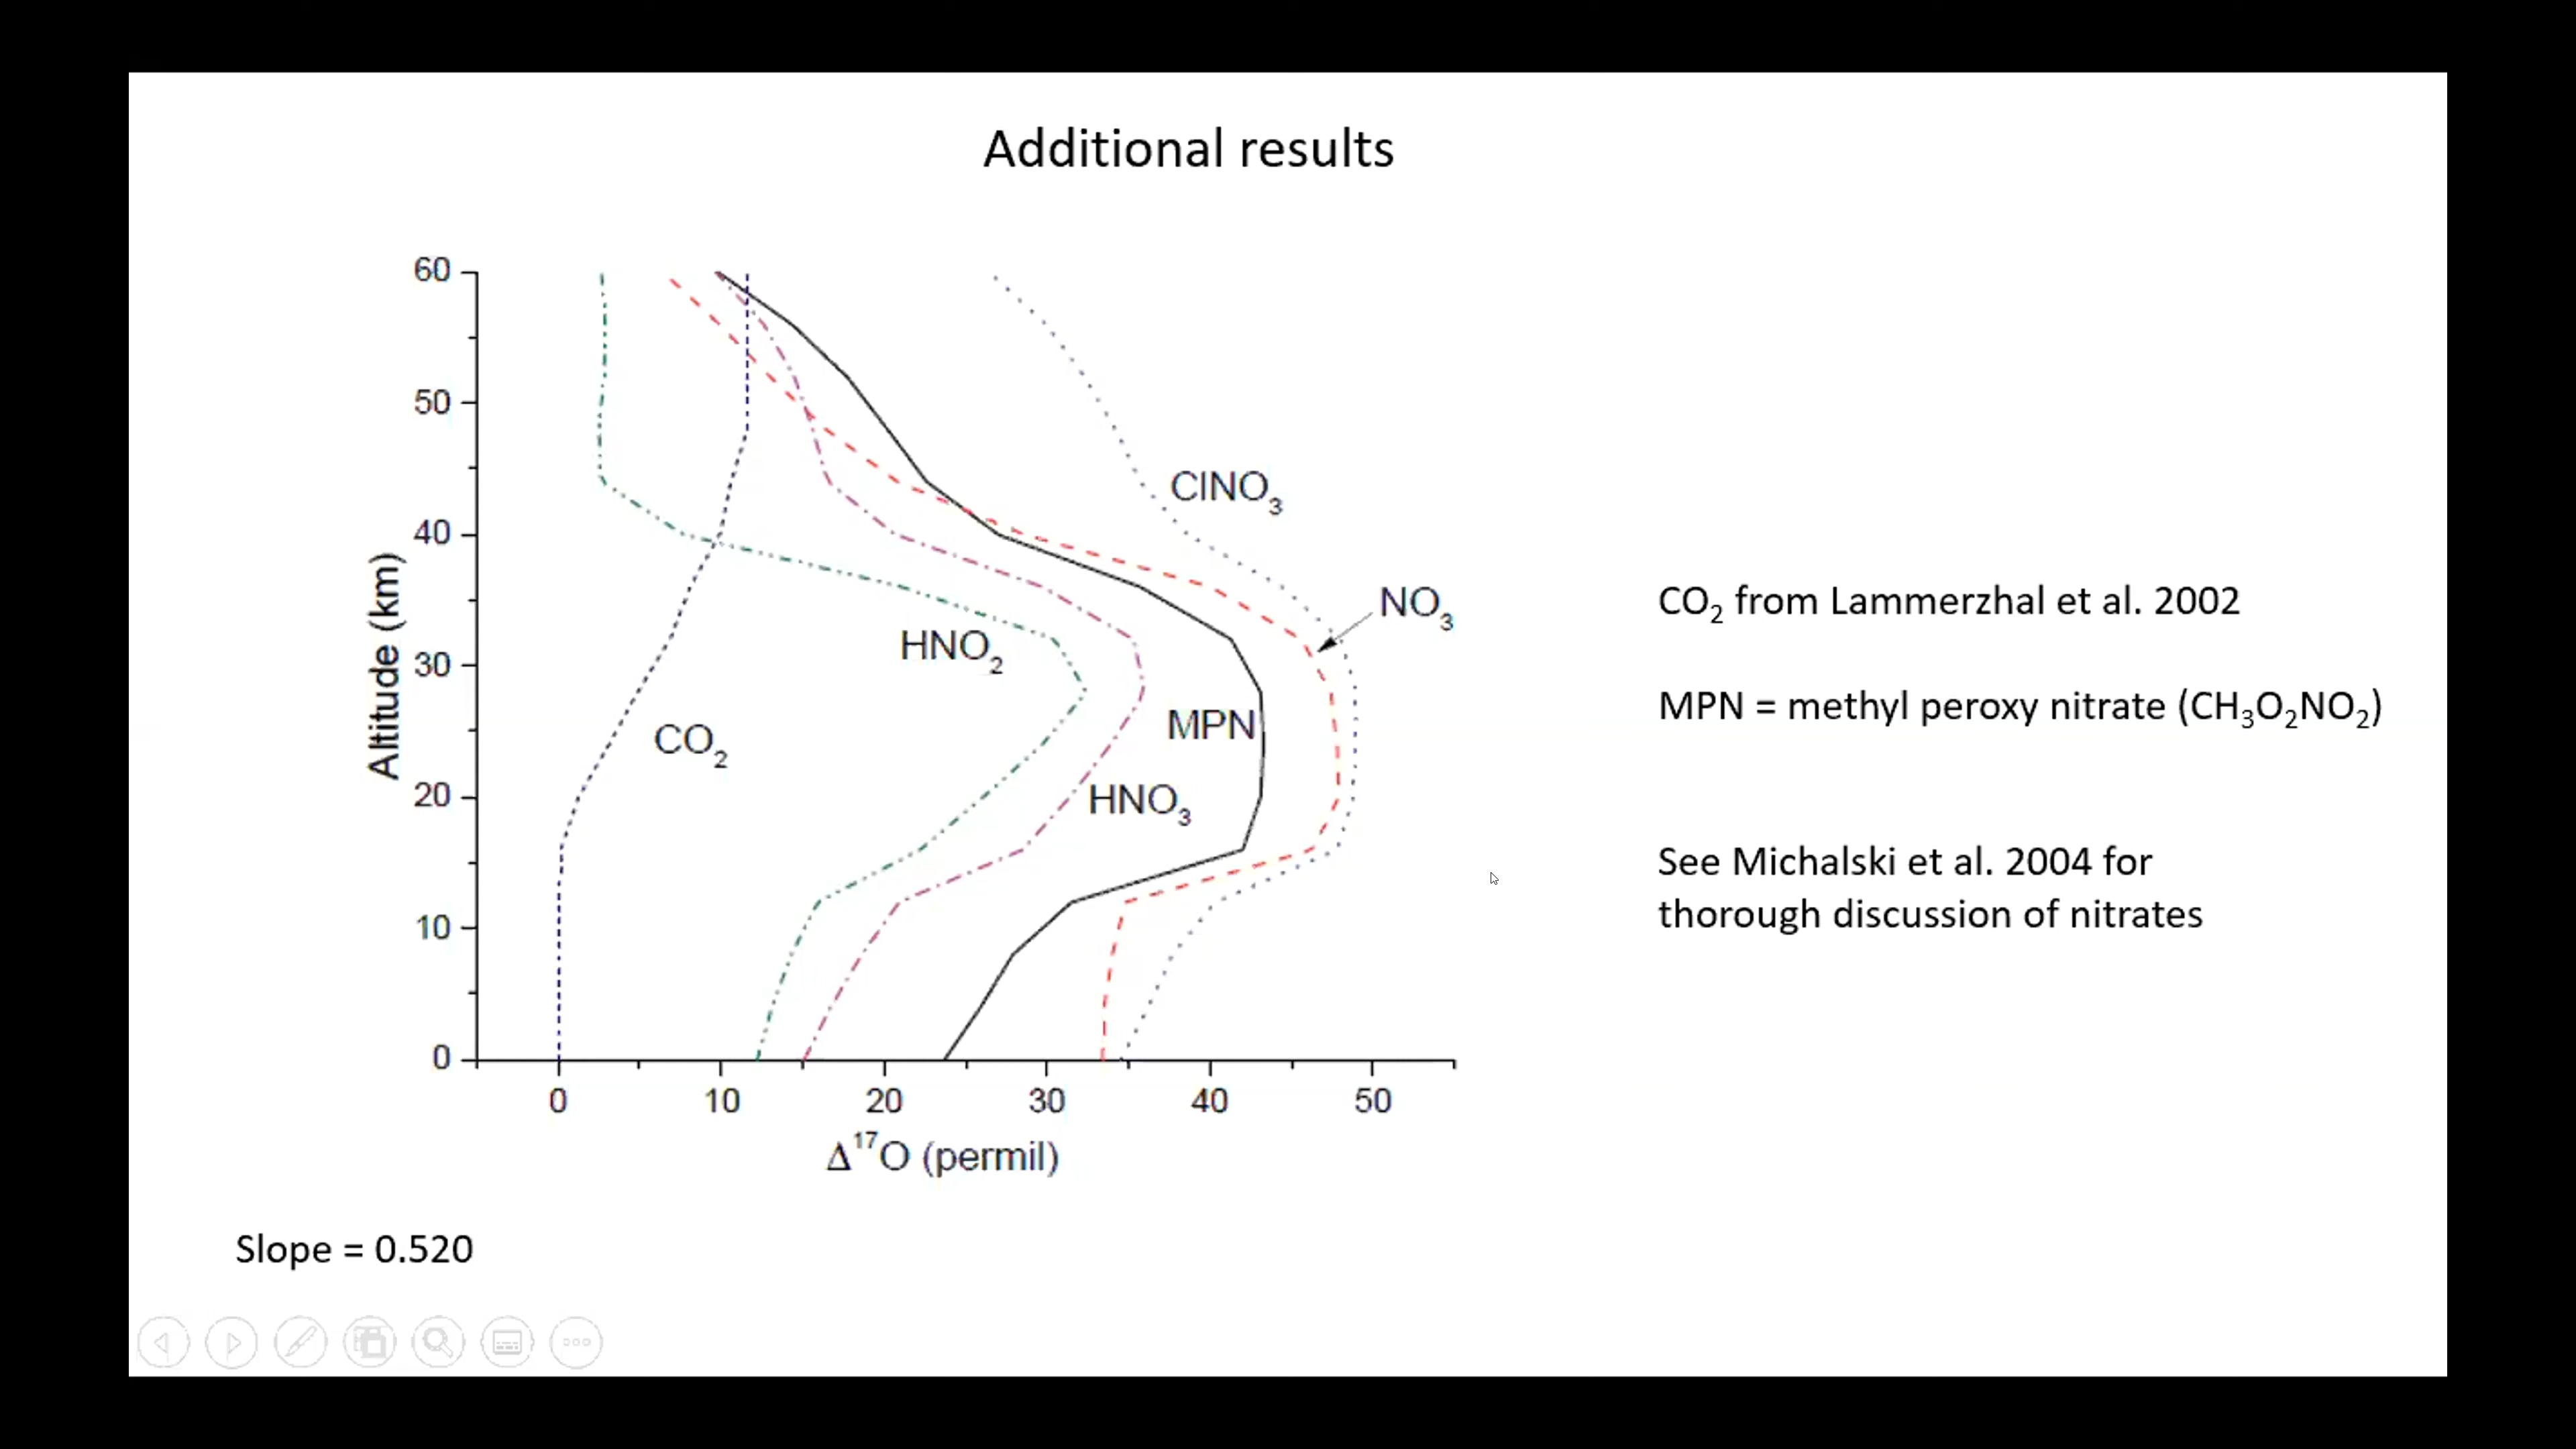 Additional results
60
50
40
30
20
10
0
Altitude (km)
ClNO₃
NO₃
HNO₂
MPN
CO₂
HNO₃
0 10 20 30 40 50
Δ¹⁷O (permil)
CO₂ from Lammerzhal et al. 2002
MPN = methyl peroxy nitrate (CH₃O₂NO₂)
See Michalski et al. 2004 for
thorough discussion of nitrates
Slope = 0.520